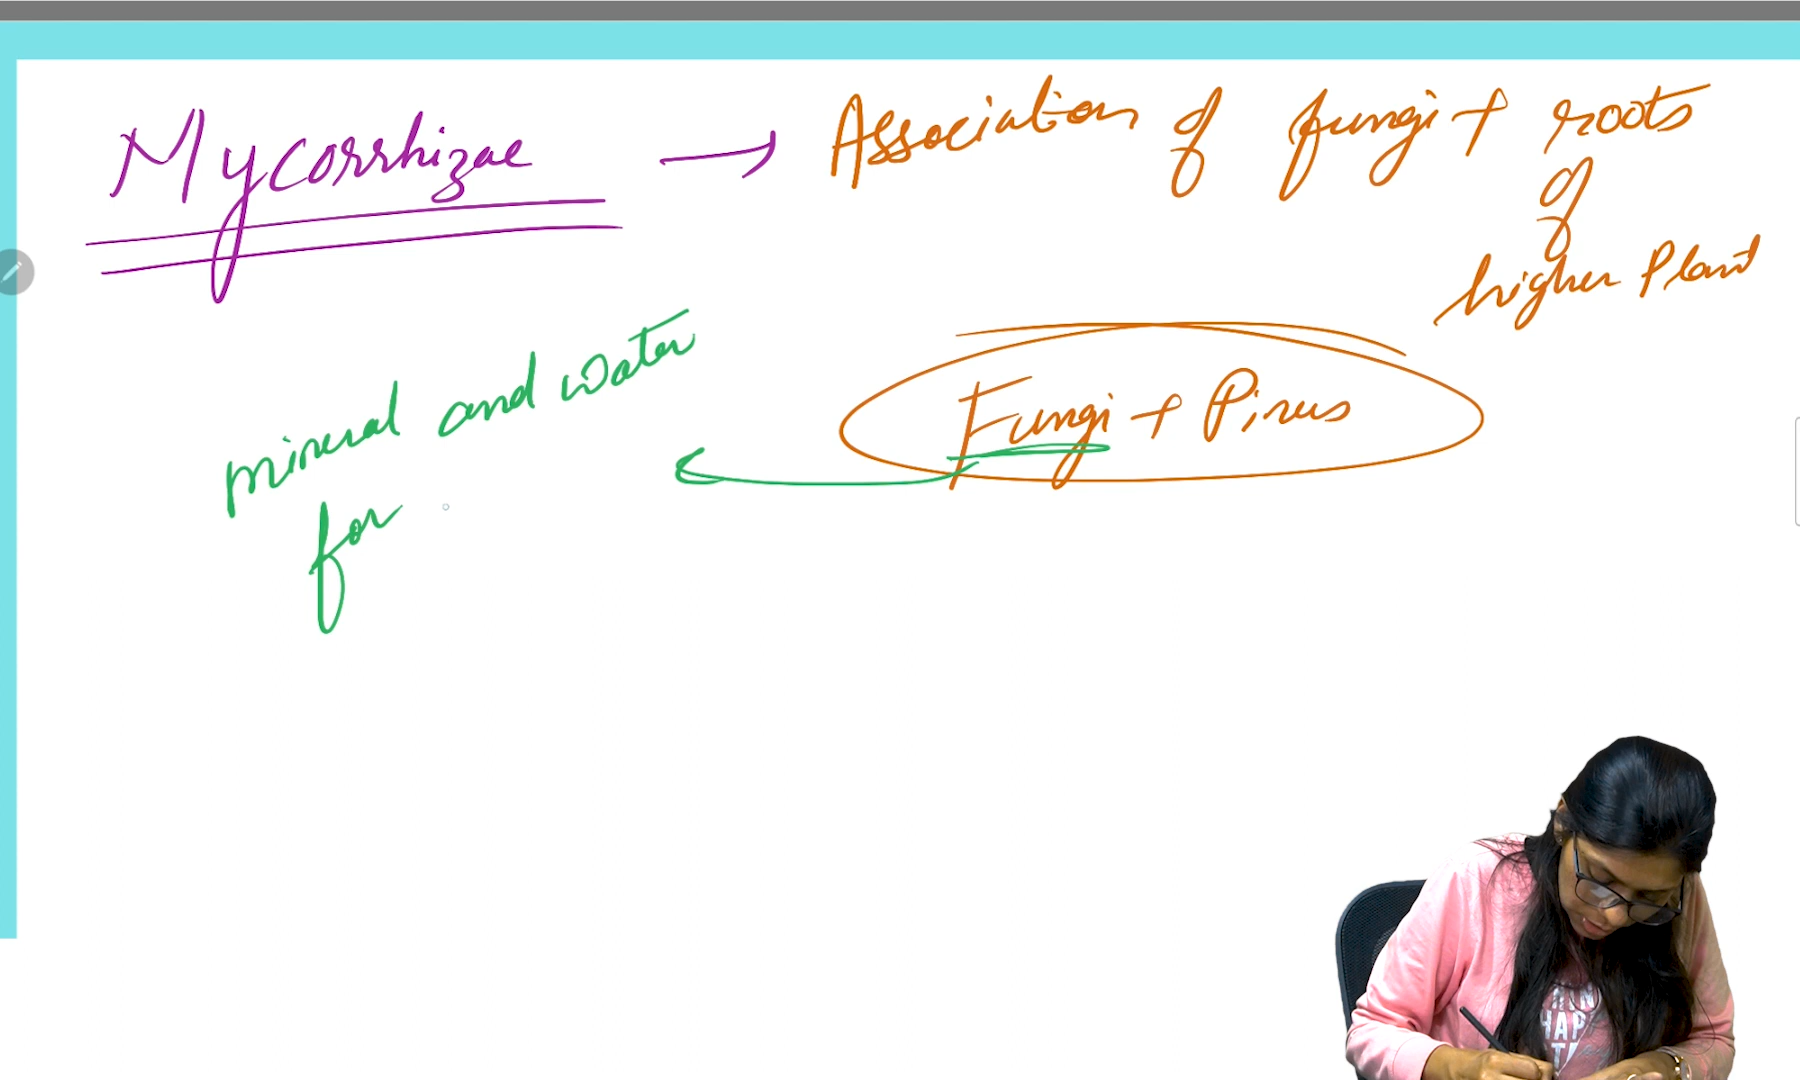 Mycorrhizae → Association of fungi + roots
of
higher Plant
Fungi + Pinus
mineral and water
for